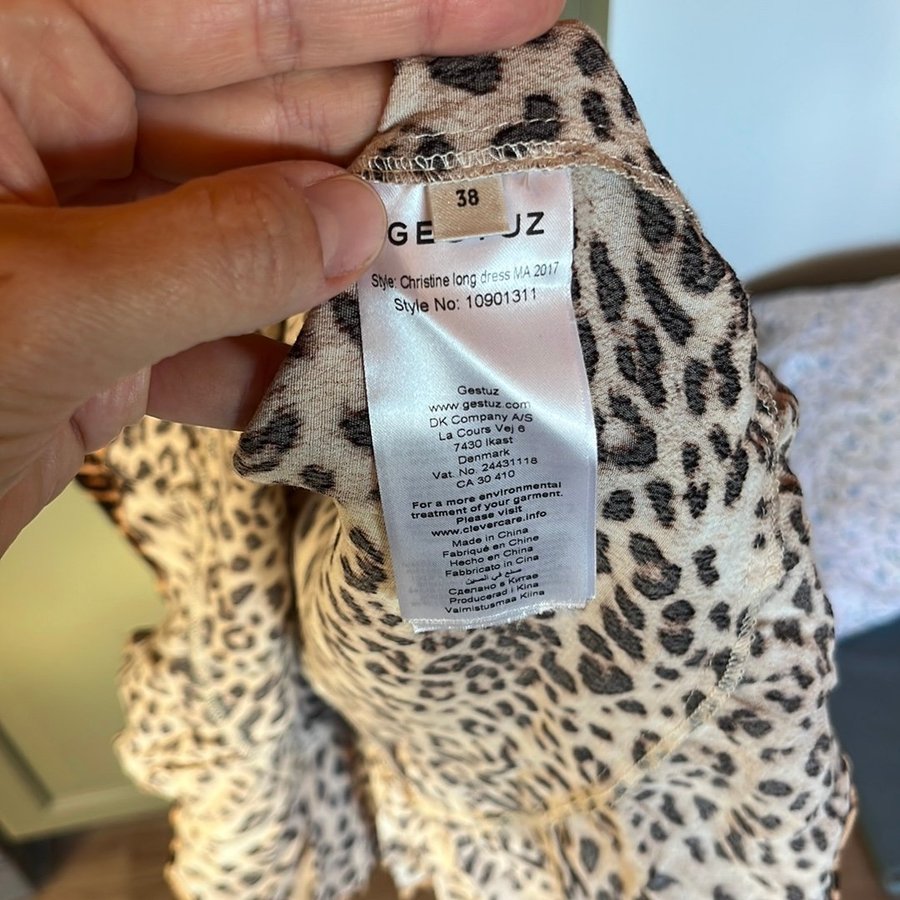 38
GESTUZ
Style: Christine long dress MA 2017
Style No: 10901311
Gestuz
www.gestuz.com
DK Company A/S
La Cours Vej 6
7430 Ikast
Denmark
Vat. No. 24431118
CA 30 410
For a more environmental
treatment of your garment.
Please visit
www.clevercare.info
Made in China
Fabriqué en Chine
Hecho en China
Fabbricato in Cina
صنع في الصين
Сделано в Китае
Producerad i Kina
Valmistusmaa Kiina